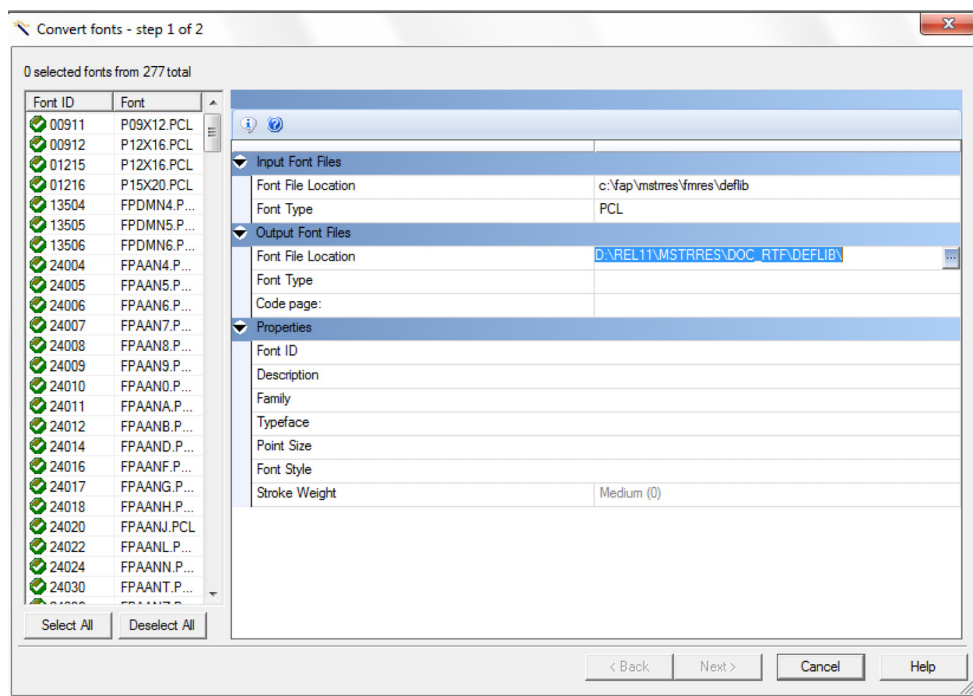 Convert fonts - step 1 of 2
0 selected fonts from 277 total
Font ID Font
00911 P09X12.PCL
00912 P12X16.PCL
01215 P12X16.PCL
01216 P15X20.PCL
13504 FPDMN4.P...
13505 FPDMN5.P...
13506 FPDMN6.P...
24004 FPAAN4.P...
24005 FPAAN5.P...
24006 FPAAN6.P...
24007 FPAAN7.P...
24008 FPAAN8.P...
24009 FPAAN9.P...
24010 FPAAN0.P...
24011 FPAANA.P...
24012 FPAANB.P...
24014 FPAAND.P...
24016 FPAANF.P...
24017 FPAANG.P...
24018 FPAANH.P...
24020 FPAANJ.PCL
24022 FPAANL.P...
24024 FPAANN.P...
24030 FPAANT.P...
Select All Deselect All
Input Font Files
Font File Location c:\fap\mstrres\fmres\deflib
Font Type PCL
Output Font Files
Font File Location D:\REL11\MSTRRES\DOC_RTF\DEFLIB\ ...
Font Type
Code page:
Properties
Font ID
Description
Family
Typeface
Point Size
Font Style
Stroke Weight Medium (0)
< Back Next > Cancel Help